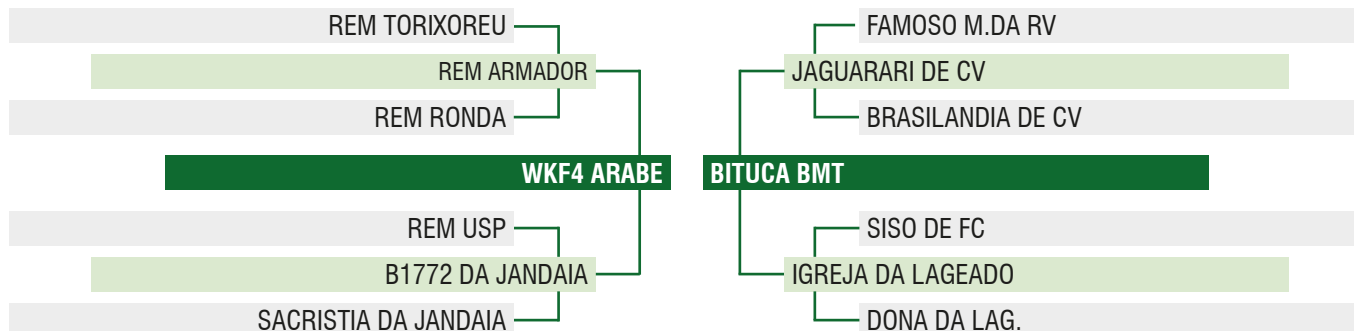 REM TORIXOREU
FAMOSO M.DA RV
REM ARMADOR
JAGUARARI DE CV
REM RONDA
BRASILANDIA DE CV
WKF4 ARABE
BITUCA BMT
REM USP
SISO DE FC
B1772 DA JANDAIA
IGREJA DA LAGEADO
SACRISTIA DA JANDAIA
DONA DA LAG.